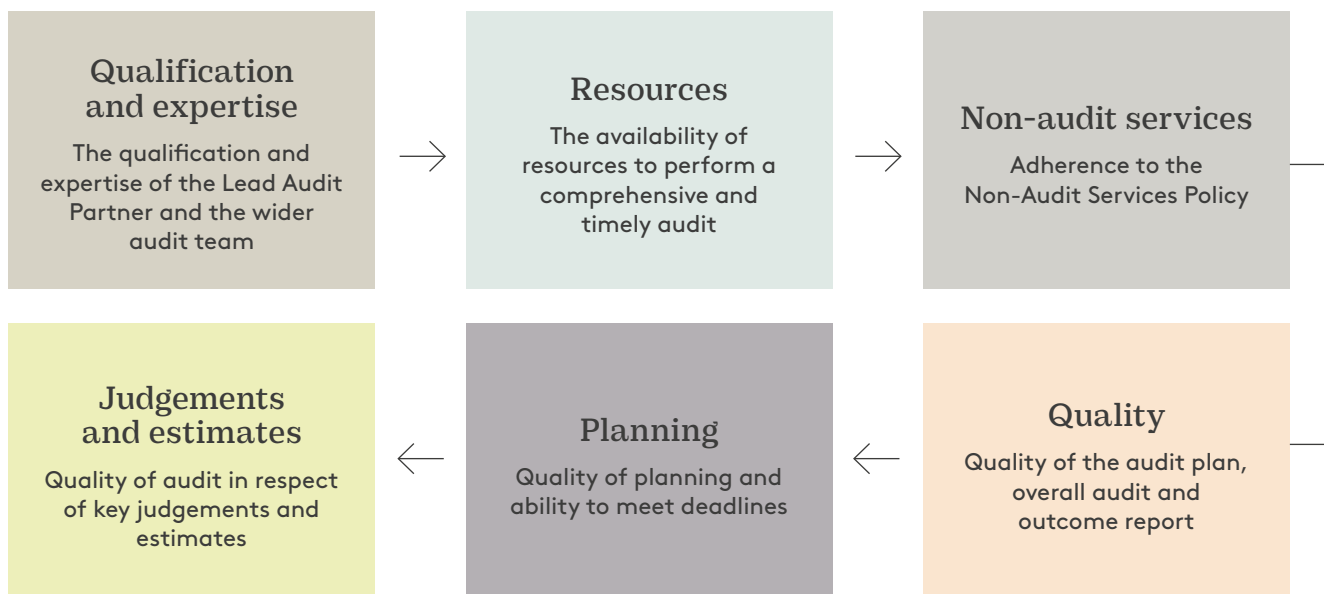 Qualification
and expertise
The qualification and
expertise of the Lead Audit
Partner and the wider
audit team
Resources
The availability of
resources to perform a
comprehensive and
timely audit
Non-audit services
Adherence to the
Non-Audit Services Policy
Judgements
and estimates
Quality of audit in respect
of key judgements and
estimates
Planning
Quality of planning and
ability to meet deadlines
Quality
Quality of the audit plan,
overall audit and
outcome report